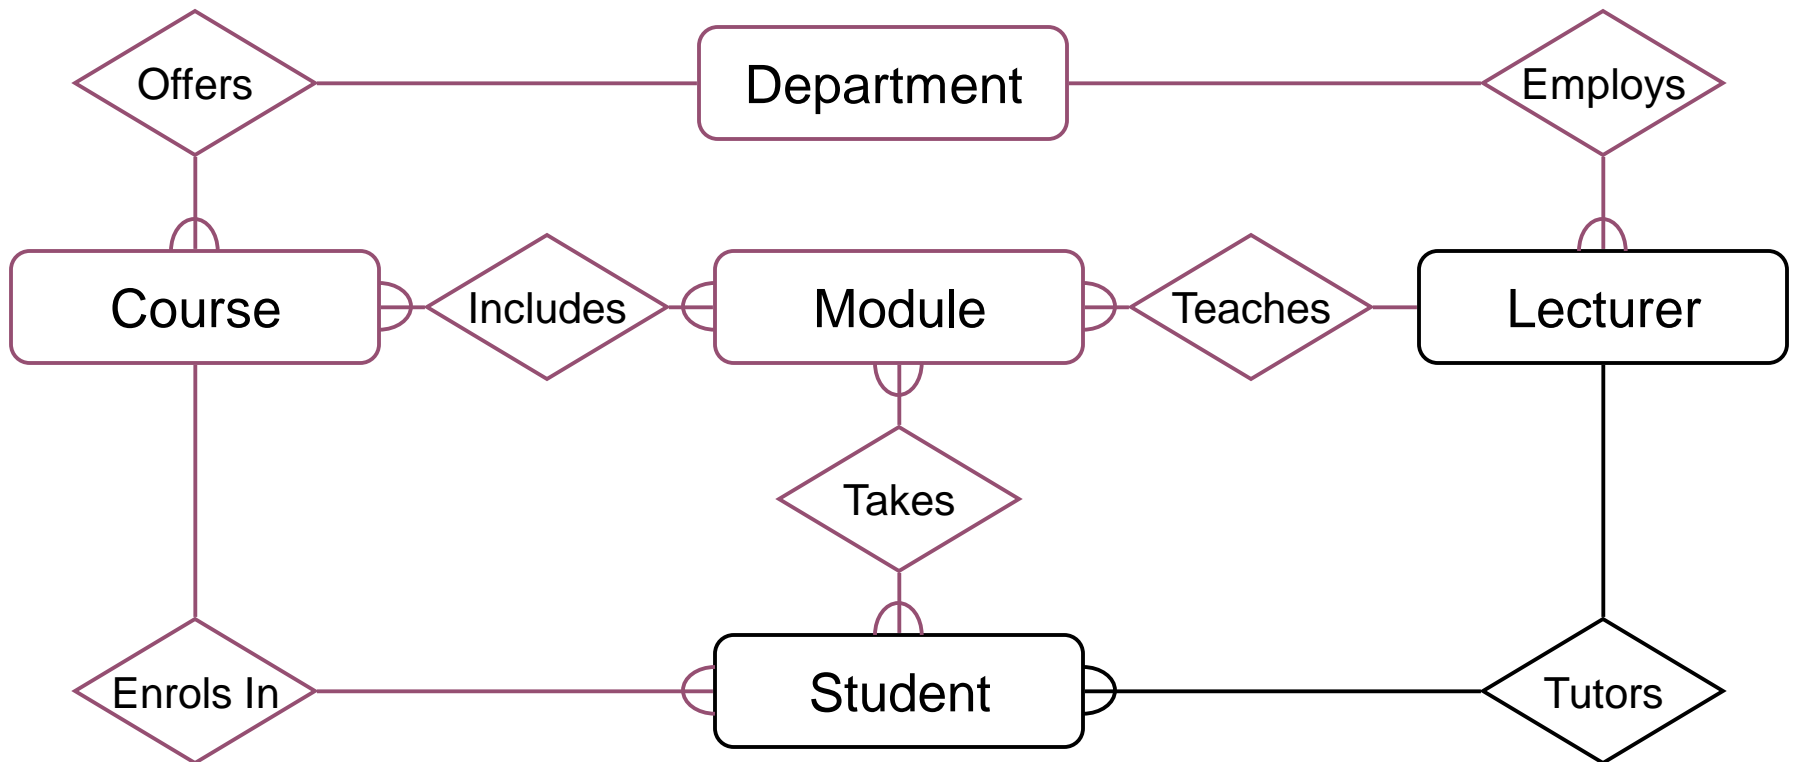 Offers
Department
Employs
Course
Includes
Module
Teaches
Lecturer
Takes
Enrols In
Student
Tutors